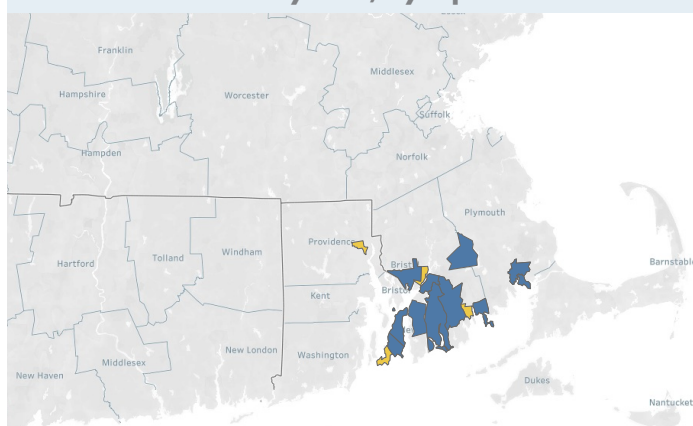 Franklin
Middlesex
Hampshire
Worcester
Suffolk
Hampden
Norfolk
Plymouth
Providence
Hartford
Tolland
Windham
Barnstable
Bristol
Kent
Middlesex
New London
Washington
New Haven
Dukes
Nantucket